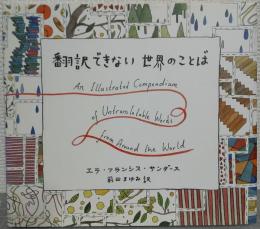 翻訳できない 世界のことば
An Illustrated Compendium
of Untranslatable Words
from Around the World
エラ・フランシス・サンダース
前田まゆみ 訳